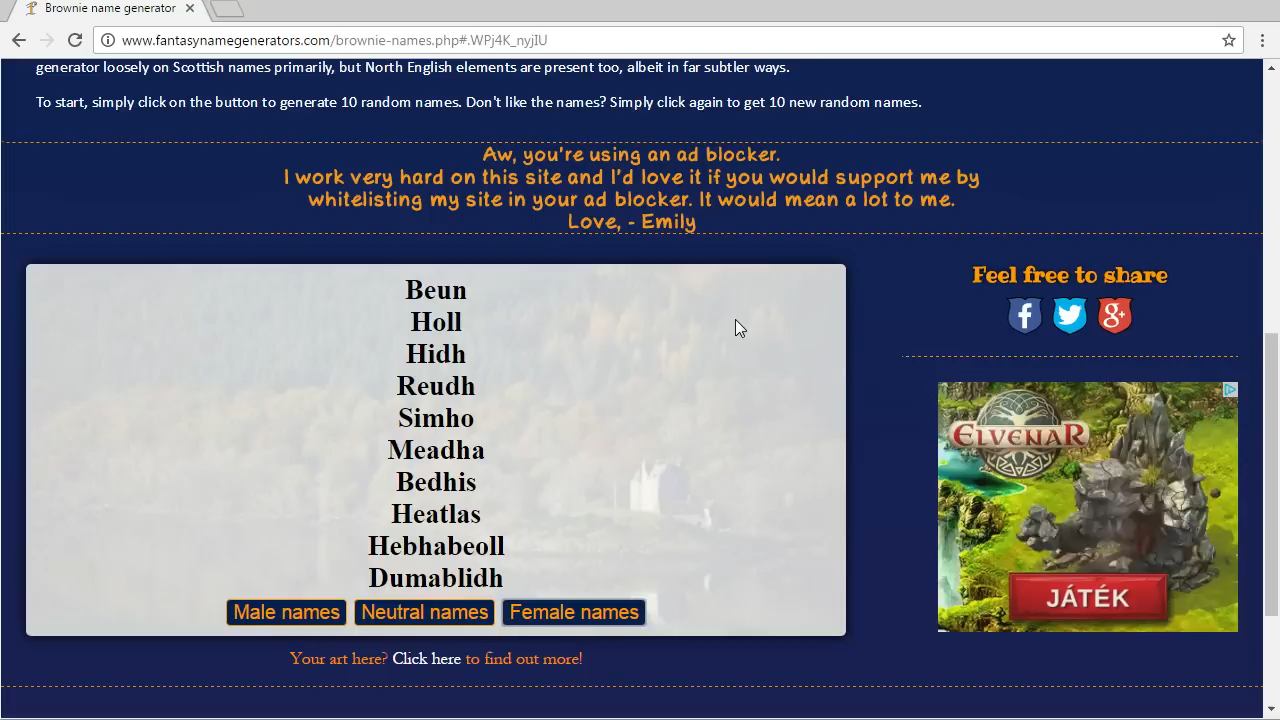 Brownie name generator
www.fantasynamegenerators.com/brownie-names.php#.WPj4K_nyjIU
generator loosely on Scottish names primarily, but North English elements are present too, albeit in far subtler ways.
To start, simply click on the button to generate 10 random names. Don't like the names? Simply click again to get 10 new random names.
Aw, you're using an ad blocker.
I work very hard on this site and I'd love it if you would support me by
whitelisting my site in your ad blocker. It would mean a lot to me.
Love, - Emily
Beun
Holl
Hidh
Reudh
Simho
Meadha
Bedhis
Heatlas
Hebhabeoll
Dumablidh
Male names Neutral names Female names
Your art here? Click here to find out more!
Feel free to share
f
g+
ELVENAR
JÁTÉK